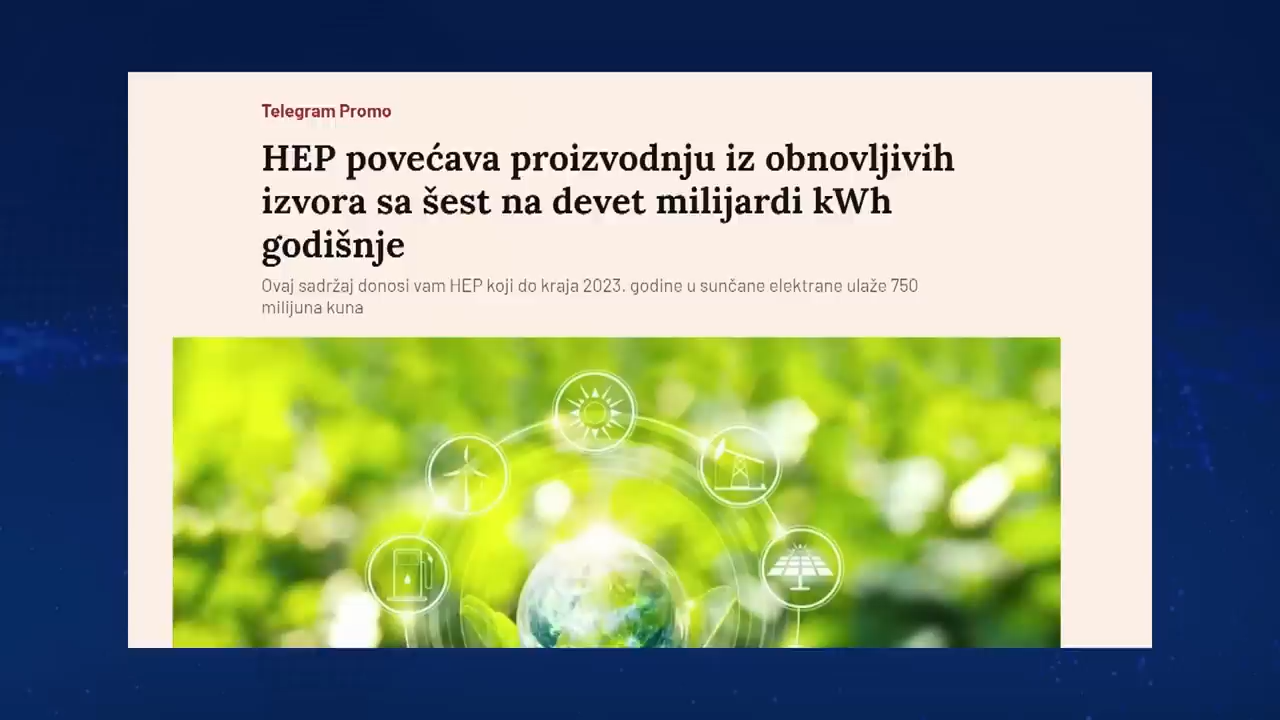 Telegram Promo
HEP povećava proizvodnju iz obnovljivih
izvora sa šest na devet milijardi kWh
godišnje
Ovaj sadržaj donosi vam HEP koji do kraja 2023. godine u sunčane elektrane ulaže 750
milijuna kuna